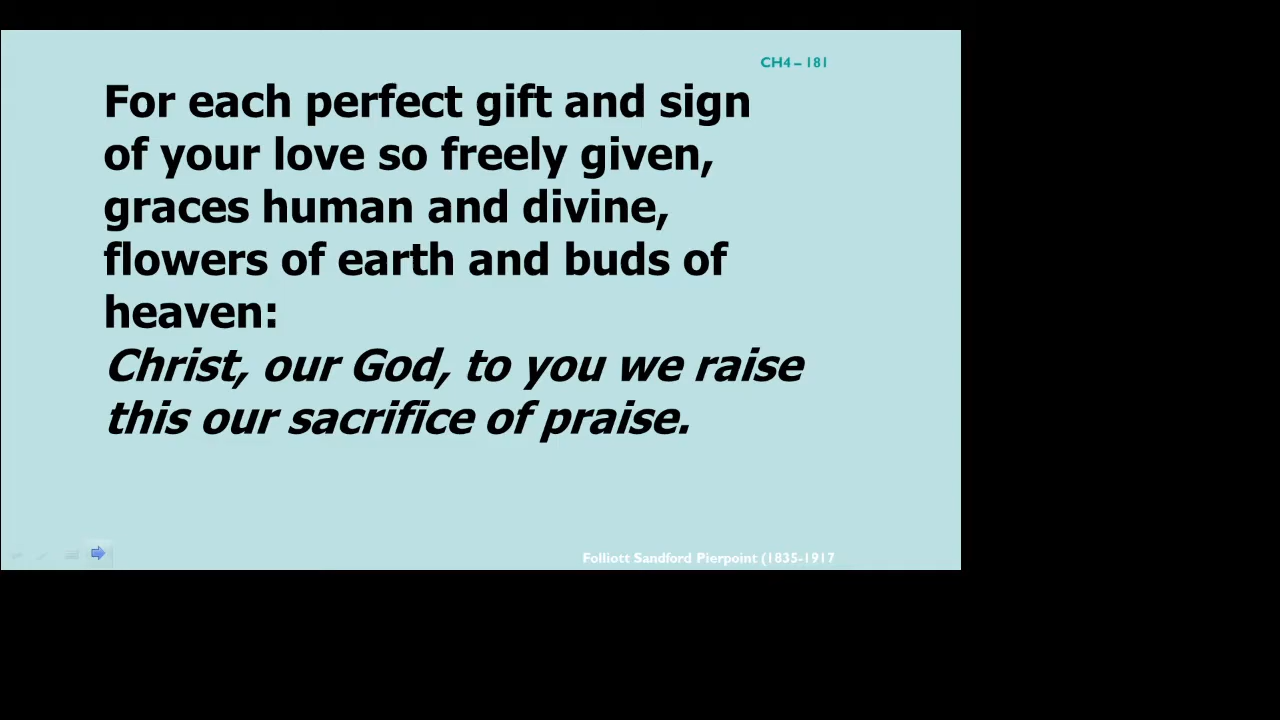 CH4 – 181
For each perfect gift and sign
of your love so freely given,
graces human and divine,
flowers of earth and buds of
heaven:
Christ, our God, to you we raise
this our sacrifice of praise.
Folliott Sandford Pierpoint (1835-1917